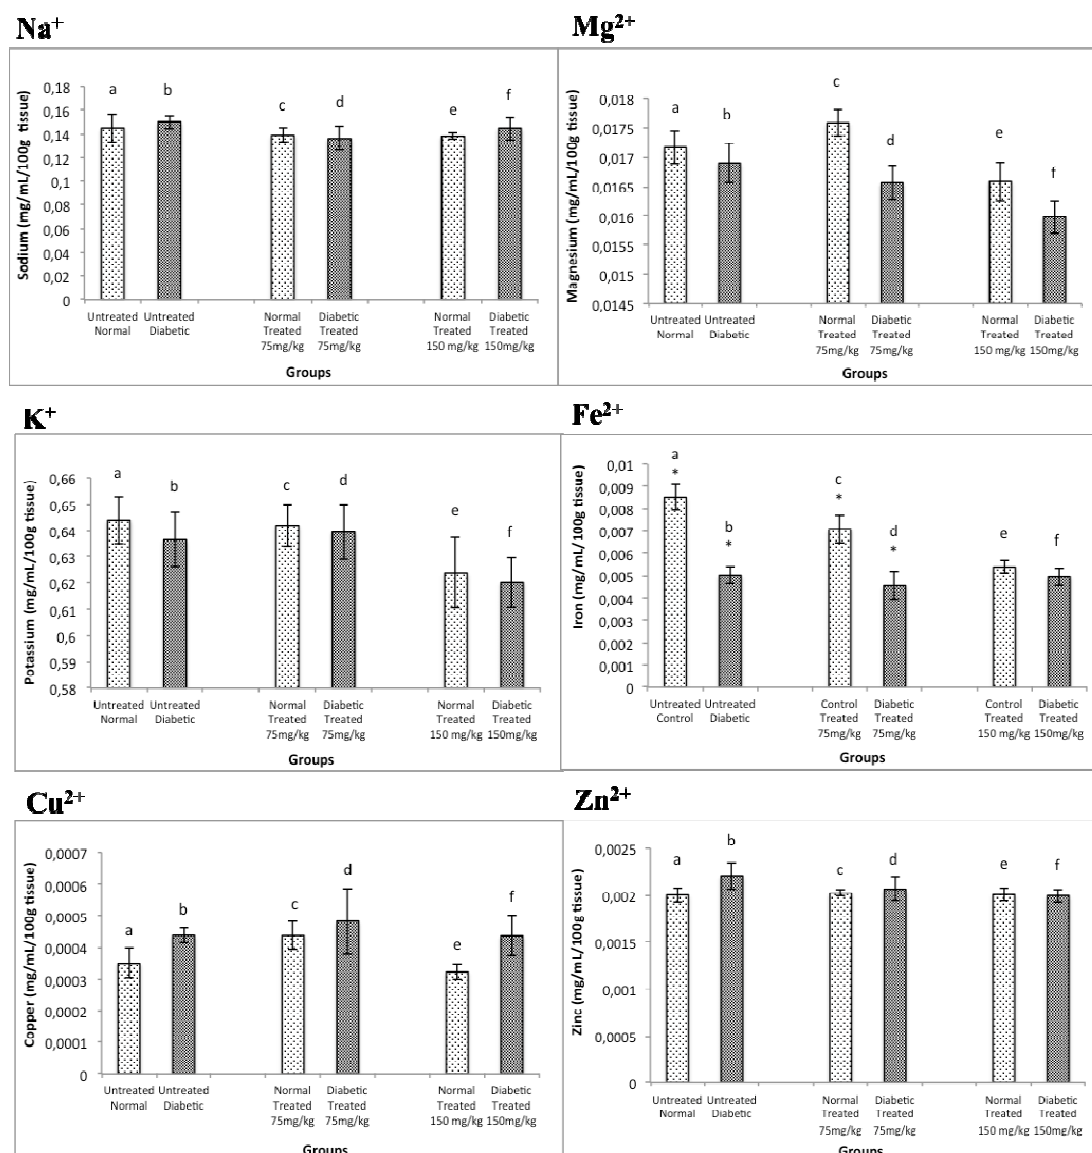 Na⁺
Sodium (mg/mL/100g tissue)
0,18
0,16
0,14
0,12
0,1
0,08
0,06
0,04
0,02
0
a b c d e f
Untreated Normal
Untreated Diabetic
Normal Treated 75mg/kg
Diabetic Treated 75mg/kg
Normal Treated 150 mg/kg
Diabetic Treated 150mg/kg
Groups
Mg²⁺
Magnesium (mg/mL/100g tissue)
0,018
0,0175
0,017
0,0165
0,016
0,0155
0,015
0,0145
a b c d e f
Untreated Normal
Untreated Diabetic
Normal Treated 75mg/kg
Diabetic Treated 75mg/kg
Normal Treated 150 mg/kg
Diabetic Treated 150mg/kg
Groups
K⁺
Potassium (mg/mL/100g tissue)
0,66
0,65
0,64
0,63
0,62
0,61
0,6
0,59
0,58
a b c d e f
Untreated Normal
Untreated Diabetic
Normal Treated 75mg/kg
Diabetic Treated 75mg/kg
Normal Treated 150 mg/kg
Diabetic Treated 150mg/kg
Groups
Fe²⁺
Iron (mg/mL/100g tissue)
0,01
0,009
0,008
0,007
0,006
0,005
0,004
0,003
0,002
0,001
0
a b c d e f
* * * *
Untreated Control
Untreated Diabetic
Control Treated 75mg/kg
Diabetic Treated 75mg/kg
Control Treated 150 mg/kg
Diabetic Treated 150mg/kg
Groups
Cu²⁺
Copper (mg/mL/100g tissue)
0,0007
0,0006
0,0005
0,0004
0,0003
0,0002
0,0001
0
a b c d e f
Untreated Normal
Untreated Diabetic
Normal Treated 75mg/kg
Diabetic Treated 75mg/kg
Normal Treated 150 mg/kg
Diabetic Treated 150mg/kg
Groups
Zn²⁺
Zinc (mg/mL/100g tissue)
0,0025
0,002
0,0015
0,001
0,0005
0
a b c d e f
Untreated Normal
Untreated Diabetic
Normal Treated 75mg/kg
Diabetic Treated 75mg/kg
Normal Treated 150 mg/kg
Diabetic Treated 150mg/kg
Groups